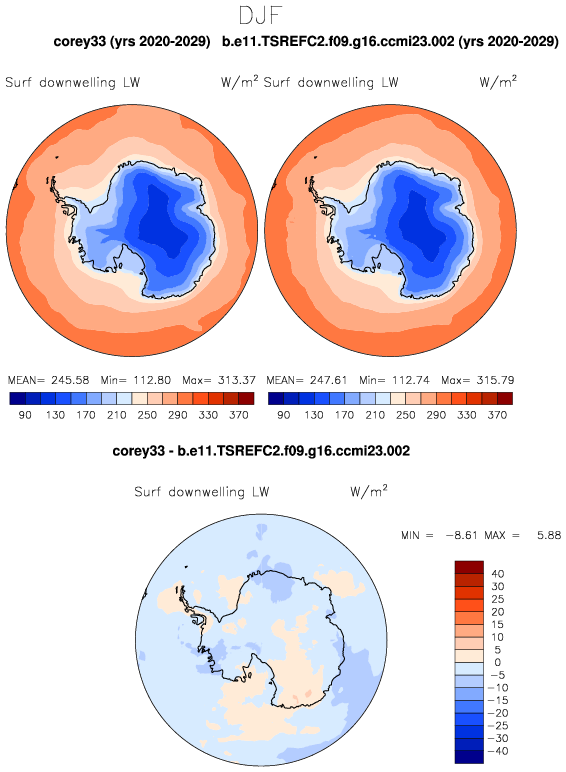 DJF
corey33 (yrs 2020-2029) b.e11.TSREFC2.f09.g16.ccmi23.002 (yrs 2020-2029)
Surf downwelling LW W/m² Surf downwelling LW W/m²
MEAN= 245.58 Min= 112.80 Max= 313.37 MEAN= 247.61 Min= 112.74 Max= 315.79
90 130 170 210 250 290 330 370 90 130 170 210 250 290 330 370
corey33 - b.e11.TSREFC2.f09.g16.ccmi23.002
Surf downwelling LW W/m²
MIN = -8.61 MAX = 5.88
40
30
25
20
15
10
5
0
-5
-10
-15
-20
-25
-30
-40